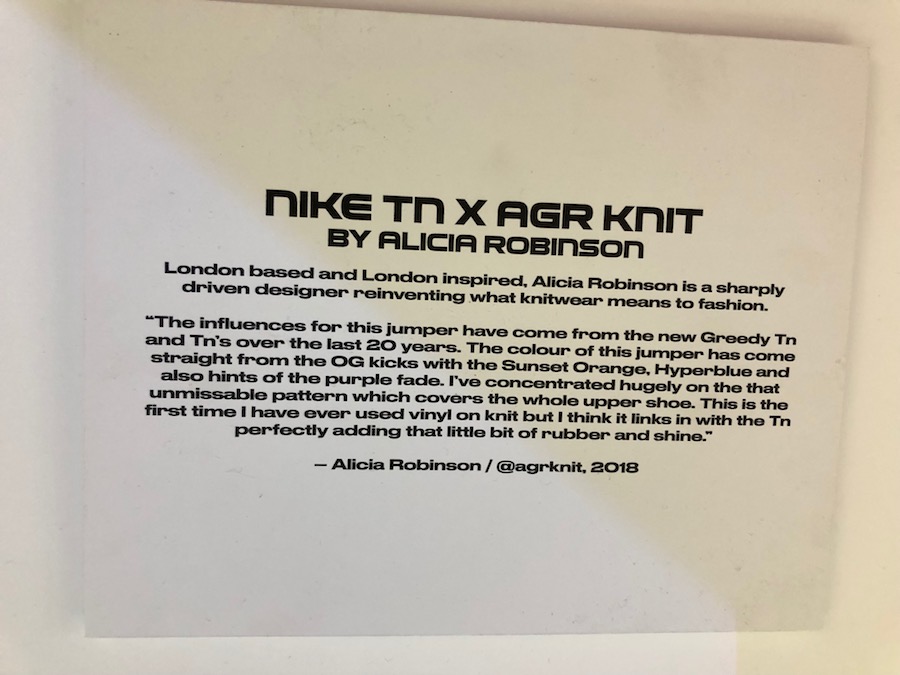 NIKE TN X AGR KNIT
BY ALICIA ROBINSON
London based and London inspired, Alicia Robinson is a sharply
driven designer reinventing what knitwear means to fashion.
“The influences for this jumper have come from the new Greedy Tn
and Tn’s over the last 20 years. The colour of this jumper has come
straight from the OG kicks with the Sunset Orange, Hyperblue and
also hints of the purple fade. I’ve concentrated hugely on the that
unmissable pattern which covers the whole upper shoe. This is the
first time I have ever used vinyl on knit but I think it links in with the Tn
perfectly adding that little bit of rubber and shine.”
– Alicia Robinson / @agrknit, 2018